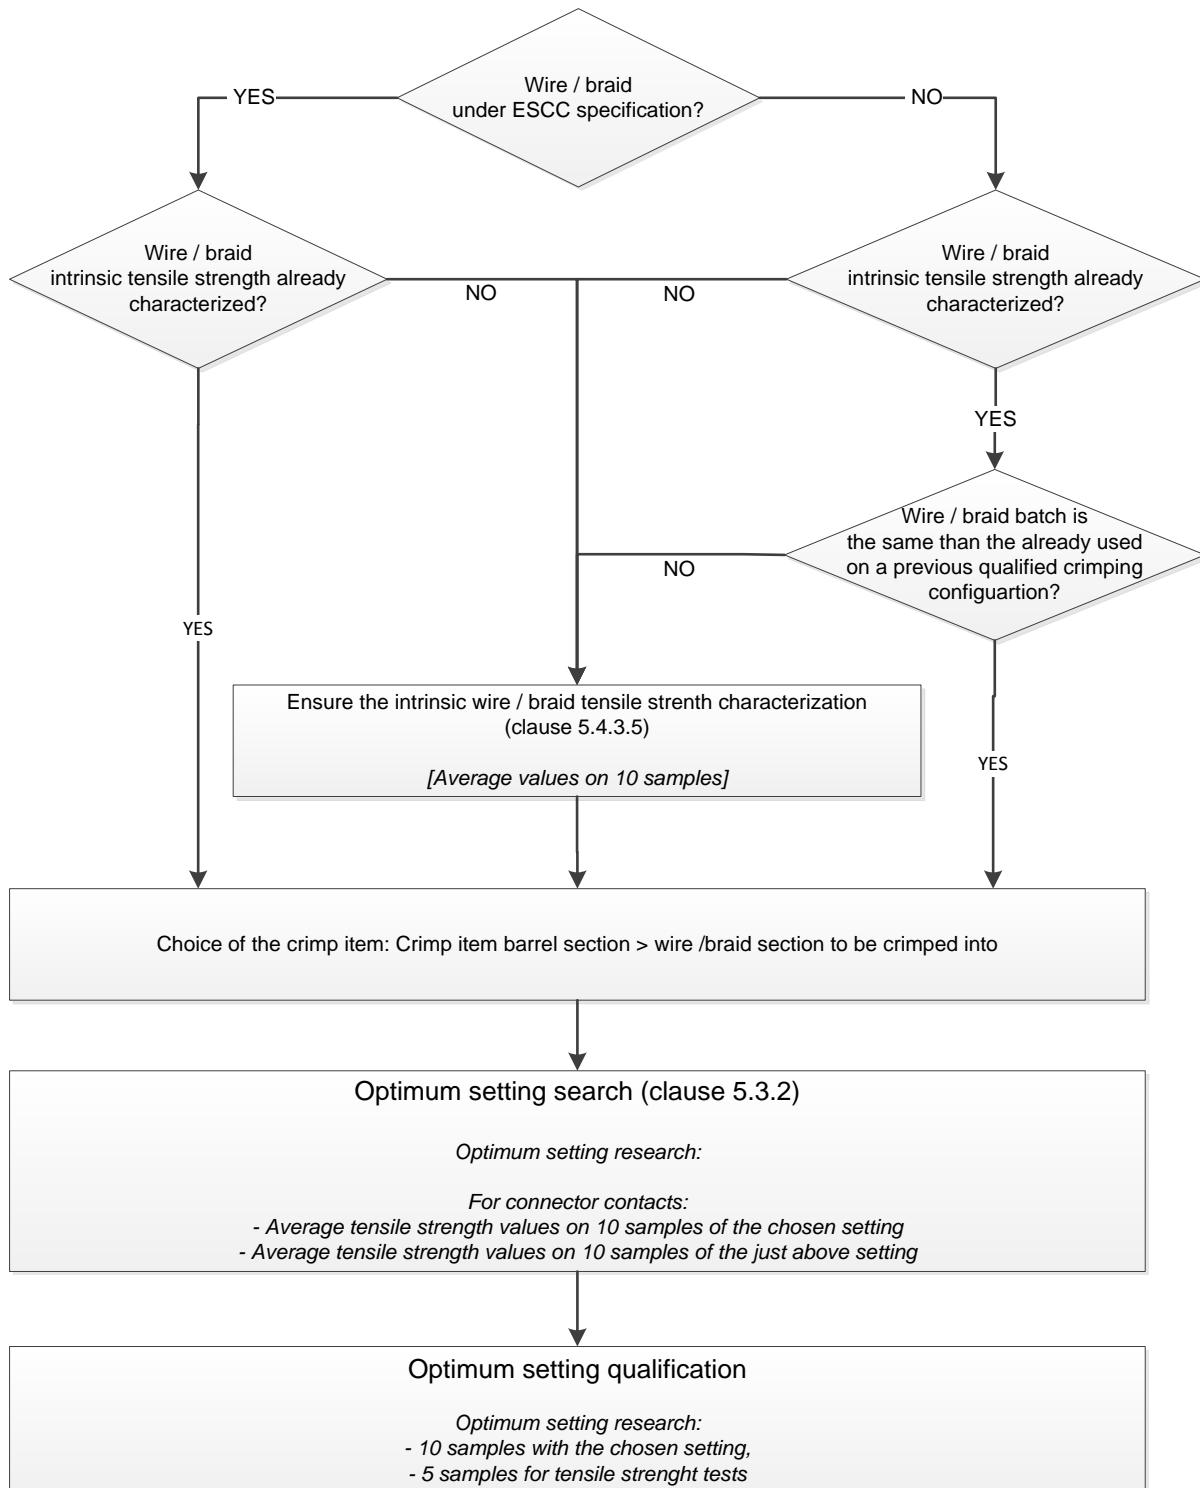 Wire / braid
under ESCC specification?
YES
NO
Wire / braid
intrinsic tensile strength already
characterized?
NO
NO
Wire / braid
intrinsic tensile strength already
characterized?
YES
Wire / braid batch is
the same than the already used
on a previous qualified crimping
configuartion?
NO
YES
Ensure the intrinsic wire / braid tensile strenth characterization
(clause 5.4.3.5)
[Average values on 10 samples]
YES
Choice of the crimp item: Crimp item barrel section > wire /braid section to be crimped into
Optimum setting search (clause 5.3.2)
Optimum setting research:
For connector contacts:
- Average tensile strength values on 10 samples of the chosen setting
- Average tensile strength values on 10 samples of the just above setting
Optimum setting qualification
Optimum setting research:
- 10 samples with the chosen setting,
- 5 samples for tensile strenght tests